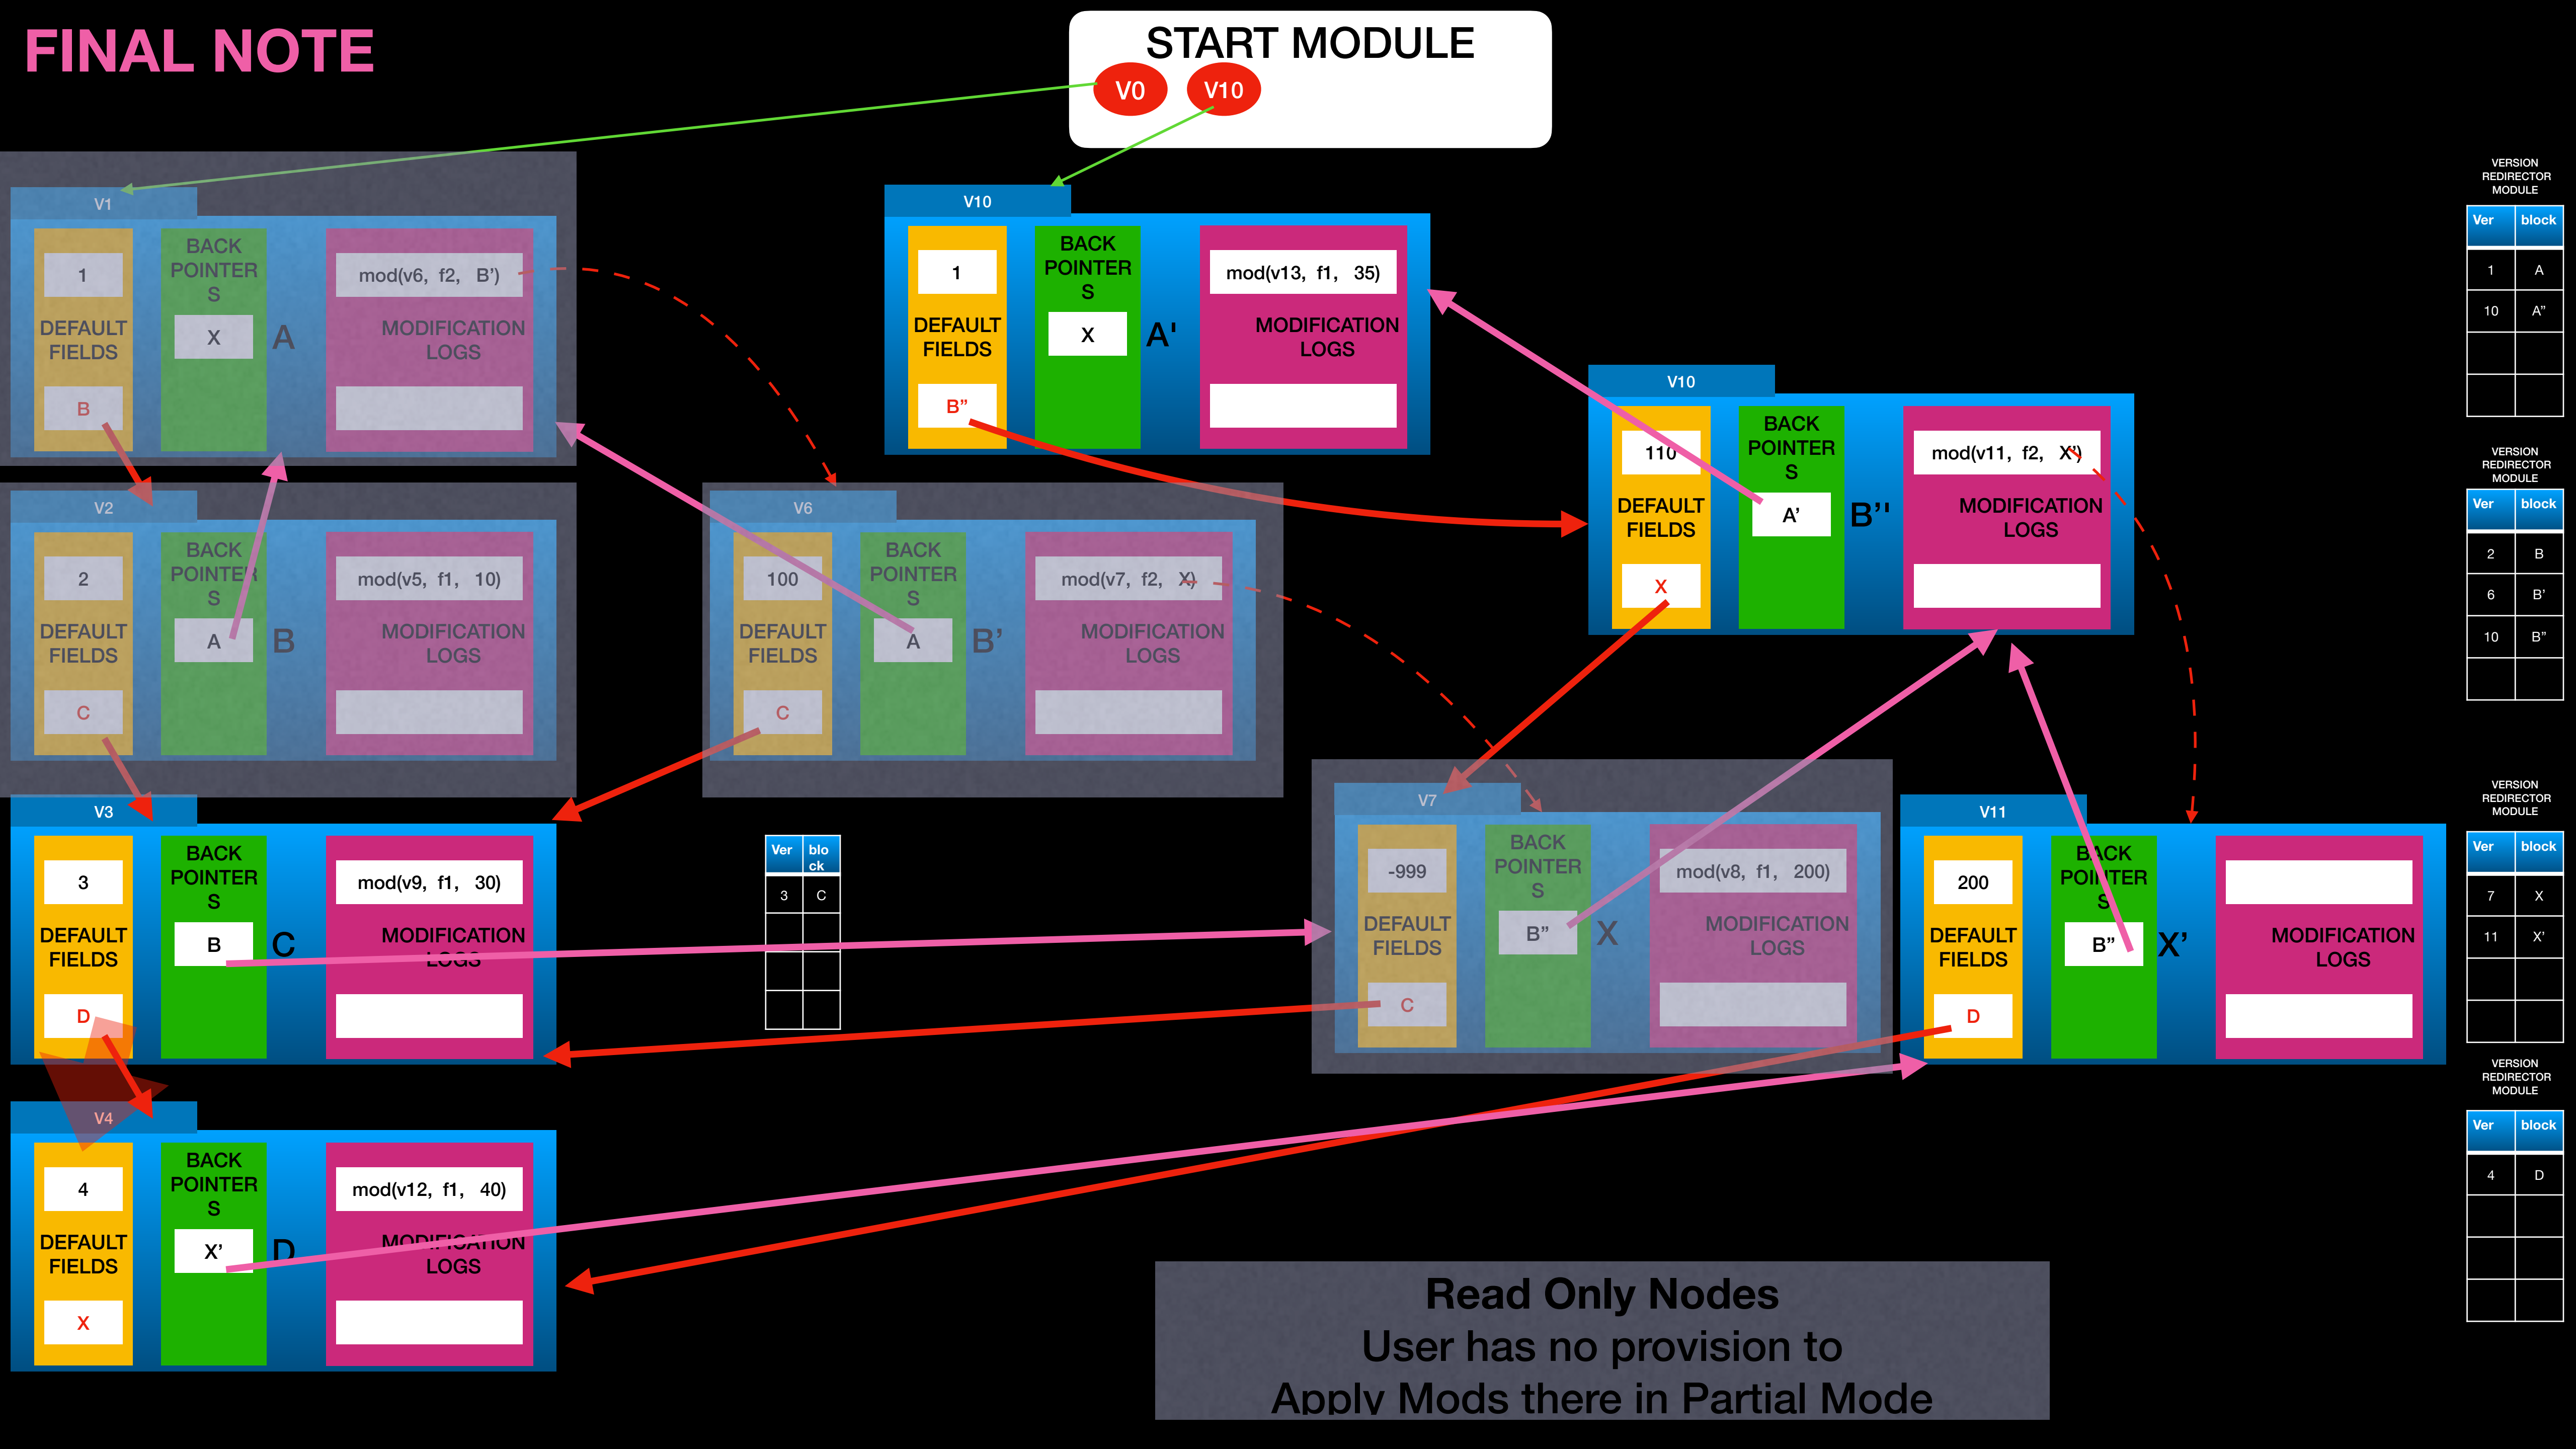 FINAL NOTE
START MODULE
V0
V10
V1
1
DEFAULT
FIELDS
B
BACK
POINTER
S
X
A
mod(v6, f2, B’)
MODIFICATION
LOGS
V10
1
DEFAULT
FIELDS
B”
BACK
POINTER
S
X
A'
mod(v13, f1, 35)
MODIFICATION
LOGS
V10
110
DEFAULT
FIELDS
X
BACK
POINTER
S
A’
B’'
mod(v11, f2, X’)
MODIFICATION
LOGS
V2
2
DEFAULT
FIELDS
C
BACK
POINTER
S
A
B
mod(v5, f1, 10)
MODIFICATION
LOGS
V6
100
DEFAULT
FIELDS
C
BACK
POINTER
S
A
B’
mod(v7, f2, X)
MODIFICATION
LOGS
V3
3
DEFAULT
FIELDS
D
BACK
POINTER
S
B
C
mod(v9, f1, 30)
MODIFICATION
LOGS
Ver blo
ck
3 C
V7
-999
DEFAULT
FIELDS
C
BACK
POINTER
S
B”
X
mod(v8, f1, 200)
MODIFICATION
LOGS
V11
200
DEFAULT
FIELDS
D
BACK
POINTER
S
B”
X’
MODIFICATION
LOGS
V4
4
DEFAULT
FIELDS
X
BACK
POINTER
S
X’
D
mod(v12, f1, 40)
MODIFICATION
LOGS
VERSION
REDIRECTOR
MODULE
Ver block
1 A
10 A”
VERSION
REDIRECTOR
MODULE
Ver block
2 B
6 B’
10 B”
VERSION
REDIRECTOR
MODULE
Ver block
7 X
11 X’
VERSION
REDIRECTOR
MODULE
Ver block
4 D
Read Only Nodes
User has no provision to
Apply Mods there in Partial Mode